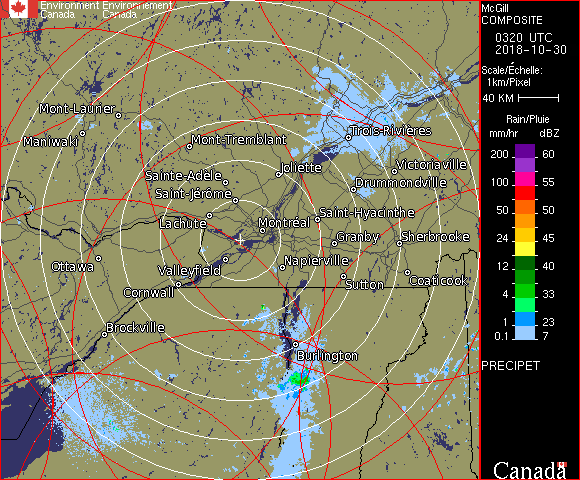 Environment Environnement
Canada Canada
McGill
COMPOSITE
0320 UTC
2018-10-30
Scale/Échelle:
1km/Pixel
40 KM
Rain/Pluie
mm/hr dBZ
200 60
100 55
75 53
50 50
24 45
12 40
4 33
1 23
0.1 7
PRECIPET
Canada
Mont-Laurier
Maniwaki
Mont-Tremblant
Trois-Rivières
Sainte-Adèle
Joliette
Victoriaville
Saint-Jérôme
Drummondville
Lachute
Saint-Hyacinthe
Montréal
Granby
Sherbrooke
Ottawa
Valleyfield
Napierville
Sutton
Coaticook
Cornwall
Brockville
Burlington